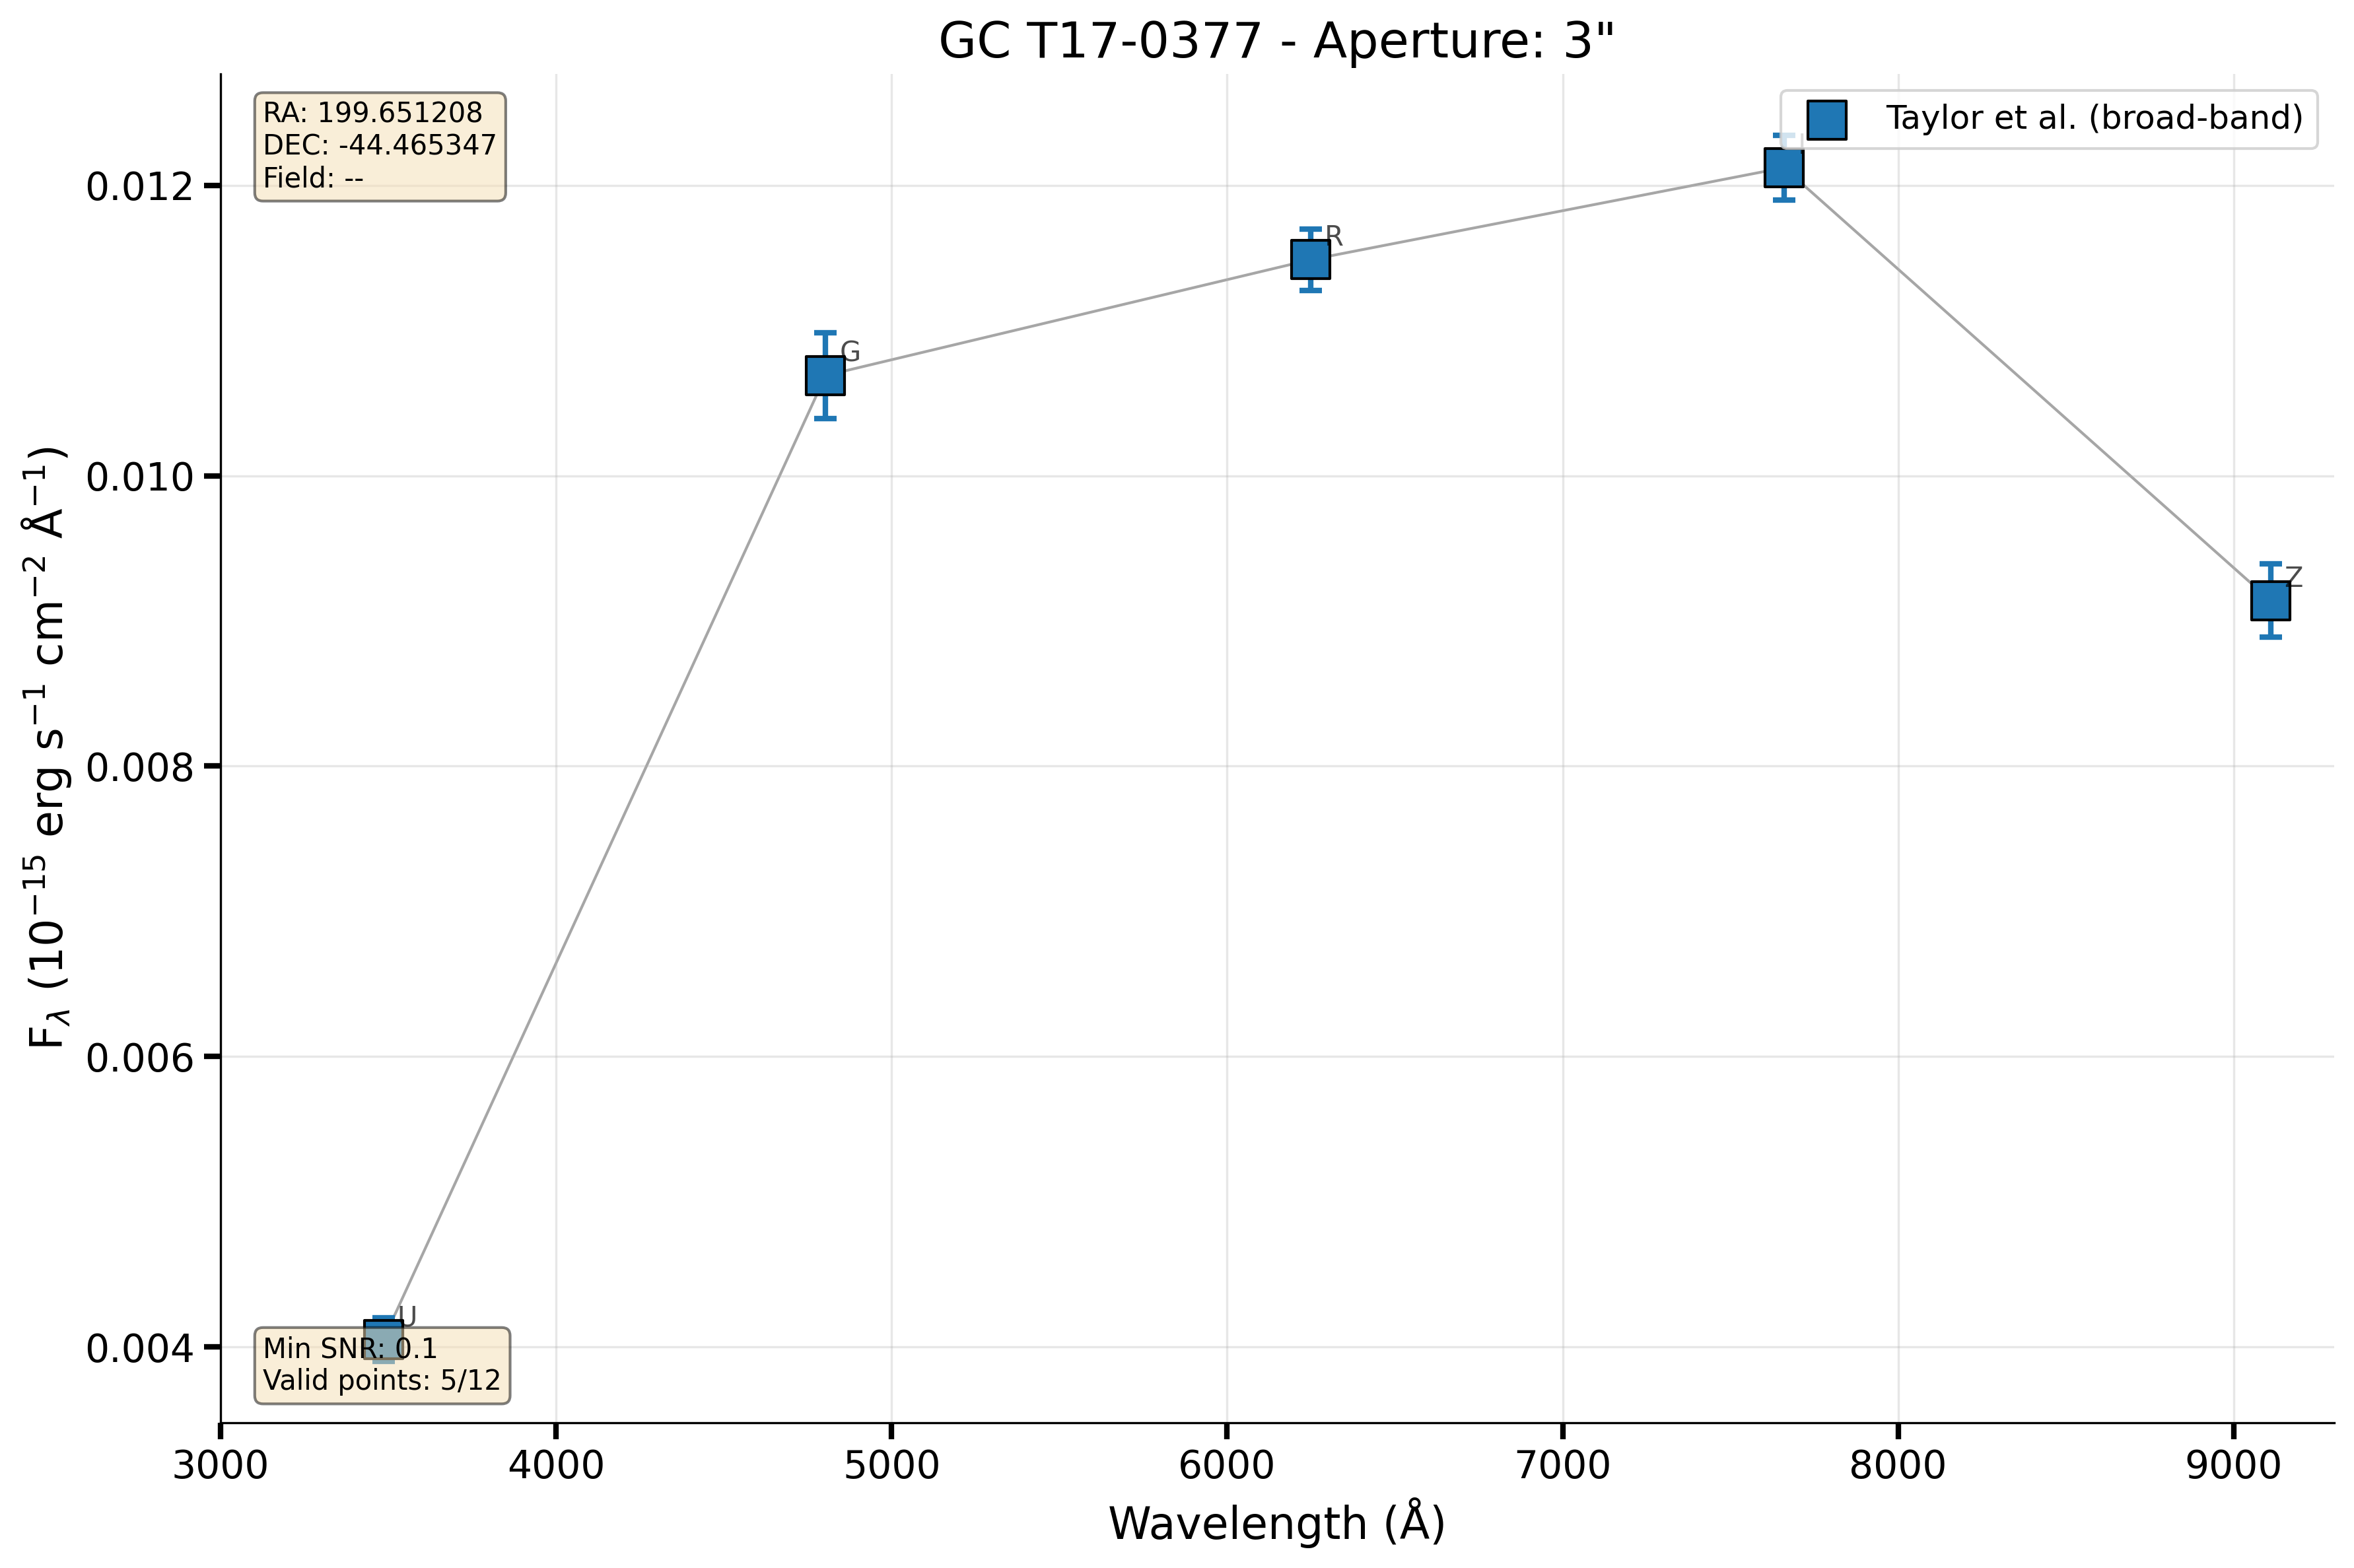 GC T17-0377 - Aperture: 3"
RA: 199.651208
DEC: -44.465347
Field: --
Taylor et al. (broad-band)
R
G
Z
U
Min SNR: 0.1
Valid points: 5/12
0.012
0.010
0.008
0.006
0.004
F_λ (10⁻¹⁵ erg s⁻¹ cm⁻² Å⁻¹)
3000 4000 5000 6000 7000 8000 9000
Wavelength (Å)